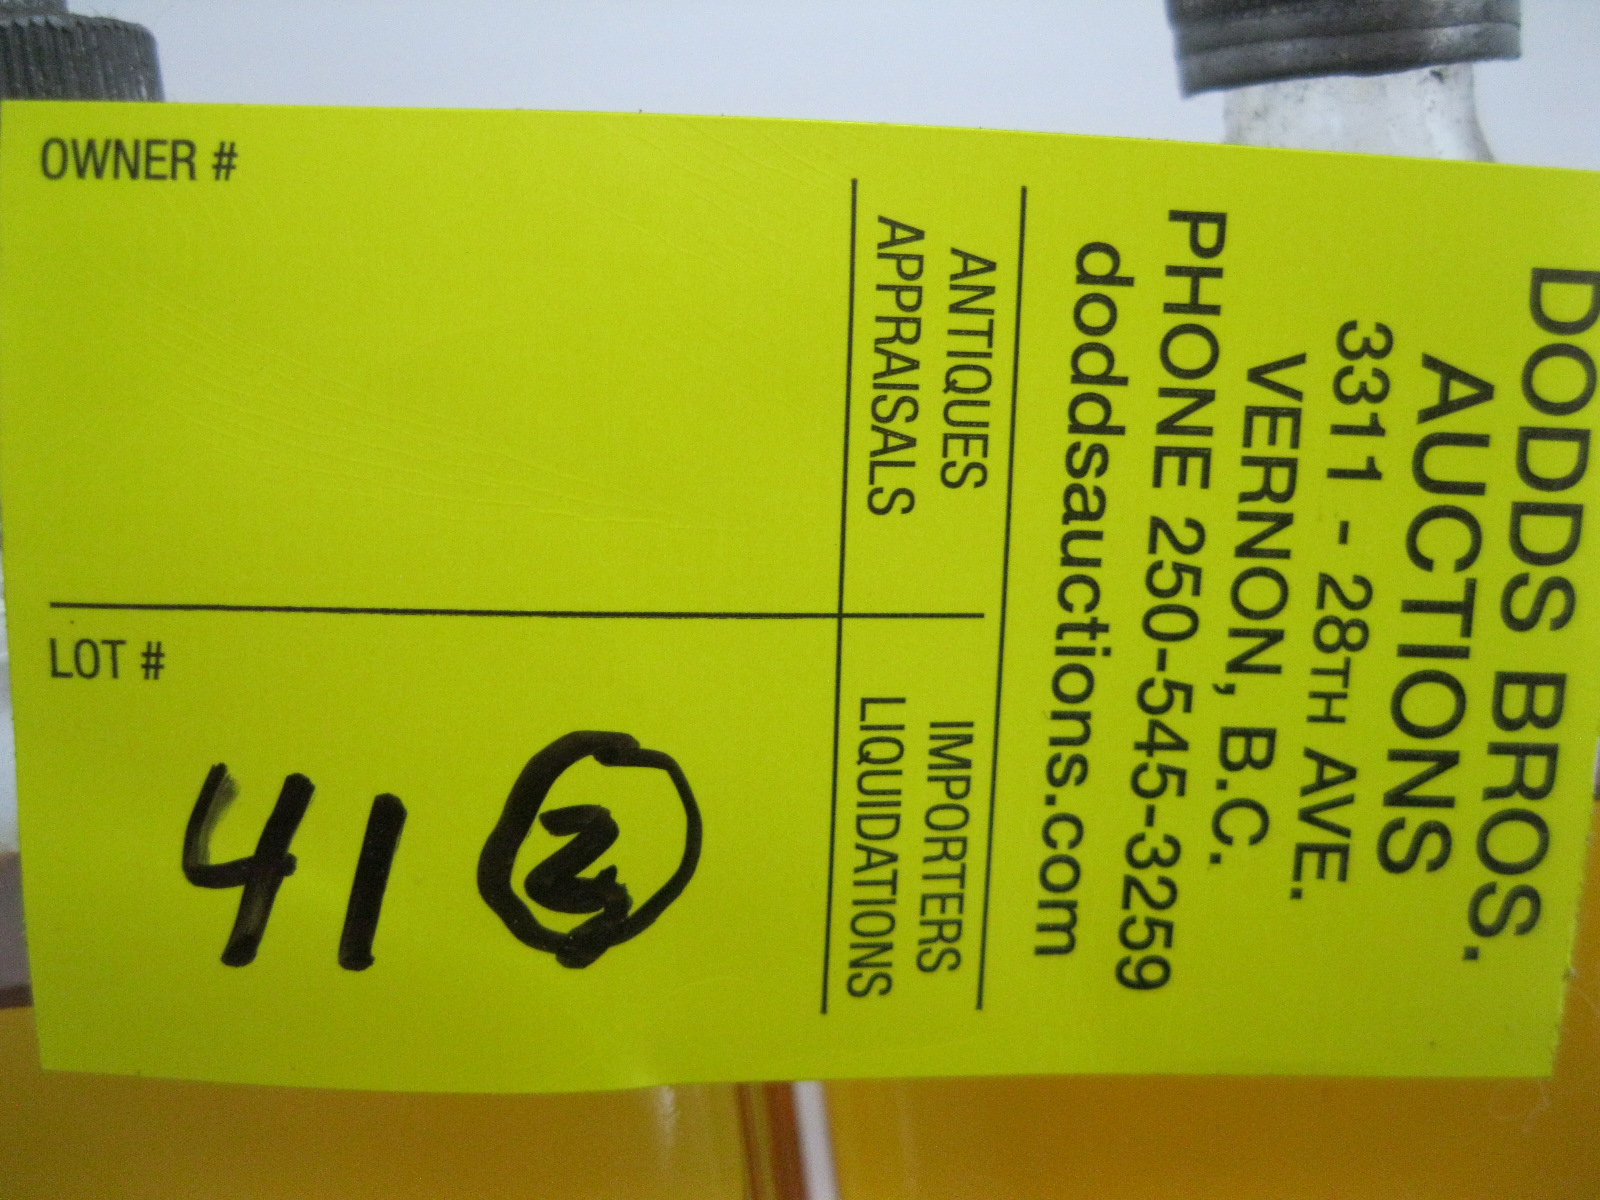 DODDS BROS.
AUCTIONS
3311 - 28TH AVE.
VERNON, B.C.
PHONE 250-545-3259
doddsauctions.com
ANTIQUES
APPRAISALS
IMPORTERS
LIQUIDATIONS
OWNER #
LOT #
41 2